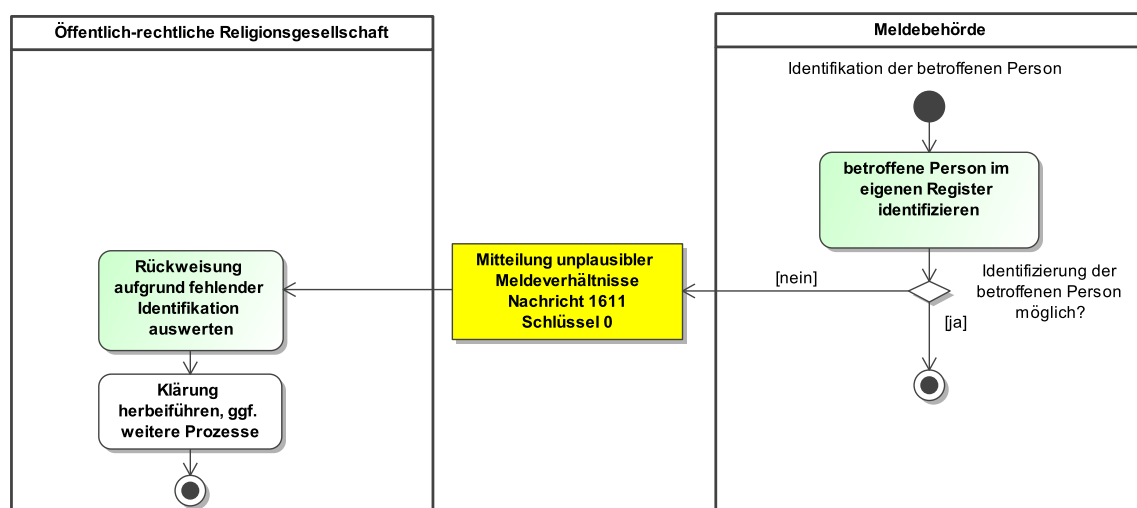 Öffentlich-rechtliche Religionsgesellschaft
Meldebehörde
Identifikation der betroffenen Person
betroffene Person im
eigenen Register
identifizieren
Identifizierung der
betroffenen Person
möglich?
[nein]
[ja]
Mitteilung unplausibler
Meldeverhältnisse
Nachricht 1611
Schlüssel 0
Rückweisung
aufgrund fehlender
Identifikation
auswerten
Klärung
herbeiführen, ggf.
weitere Prozesse